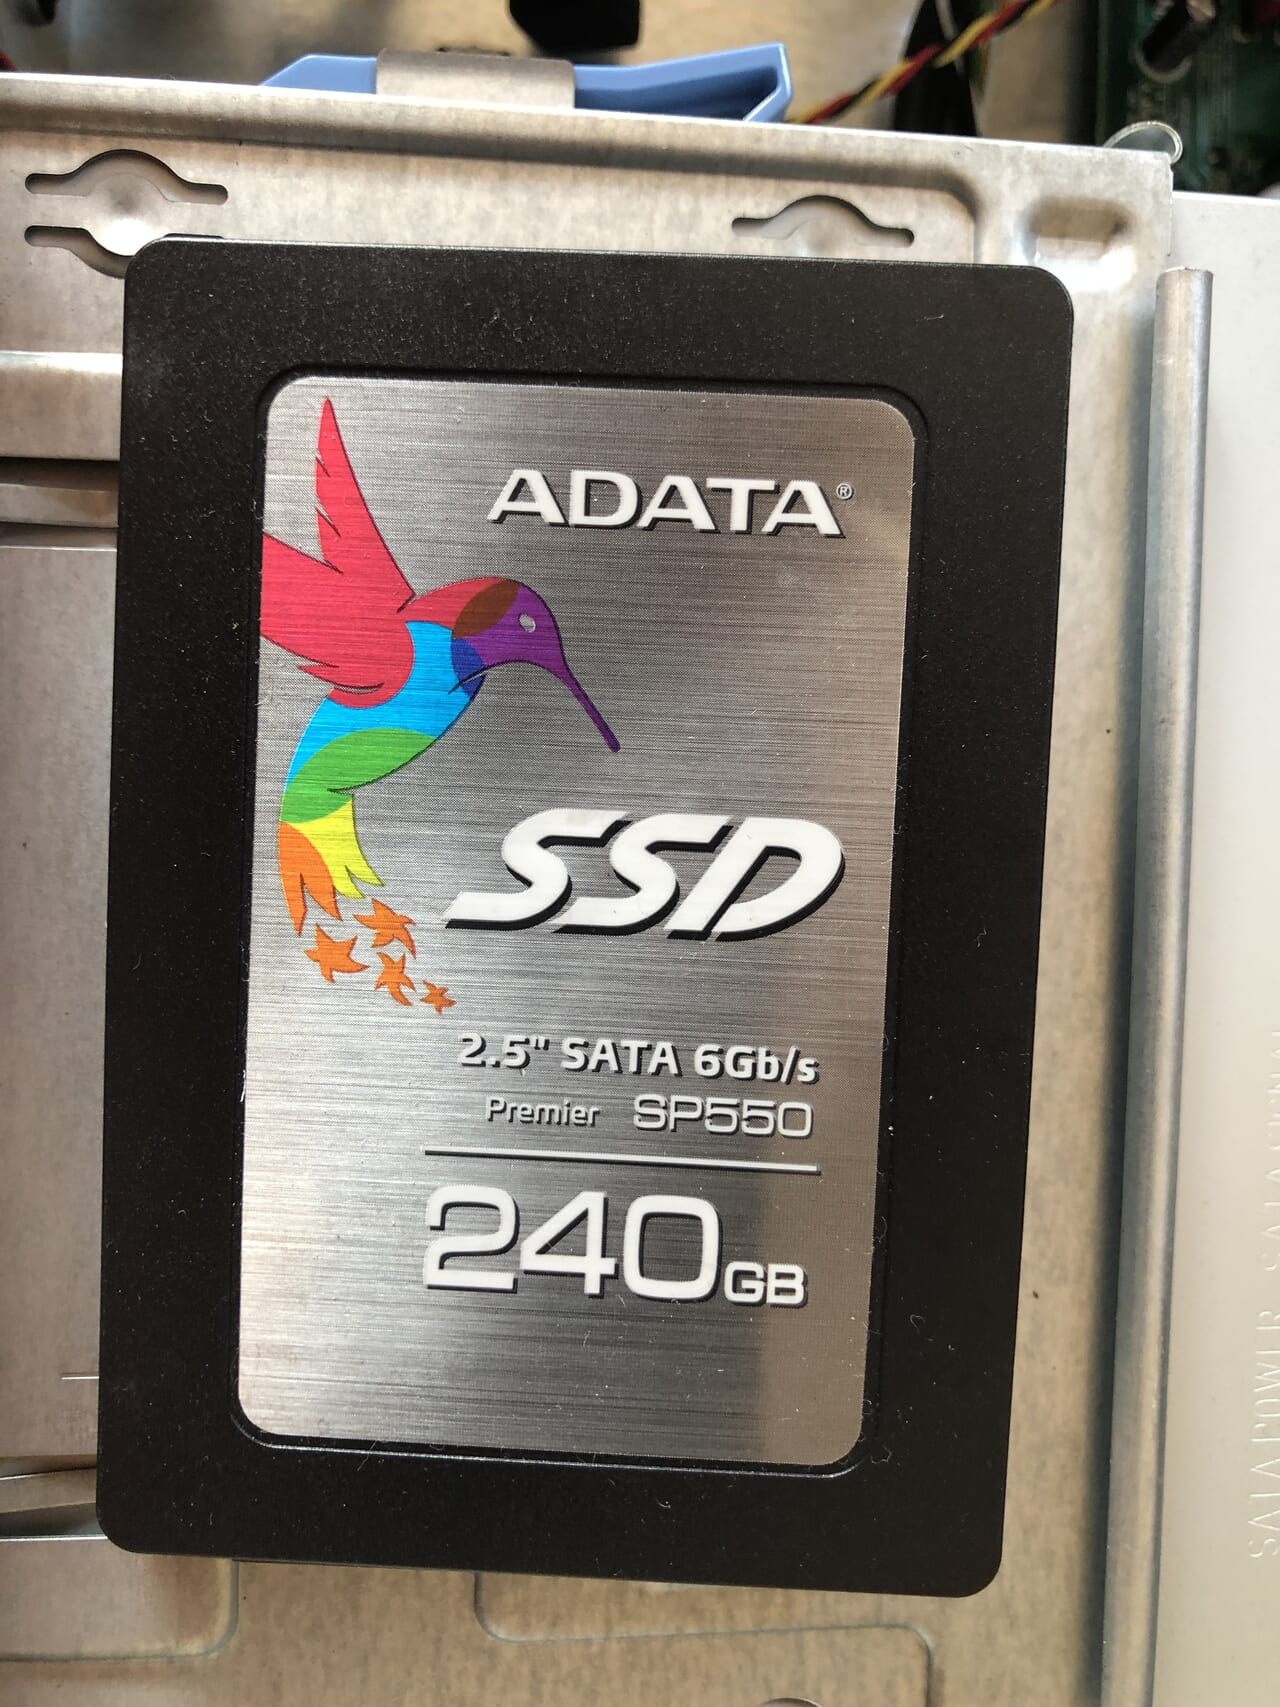 ADATA®
SSD
2.5" SATA 6Gb/s
Premier SP550
240GB